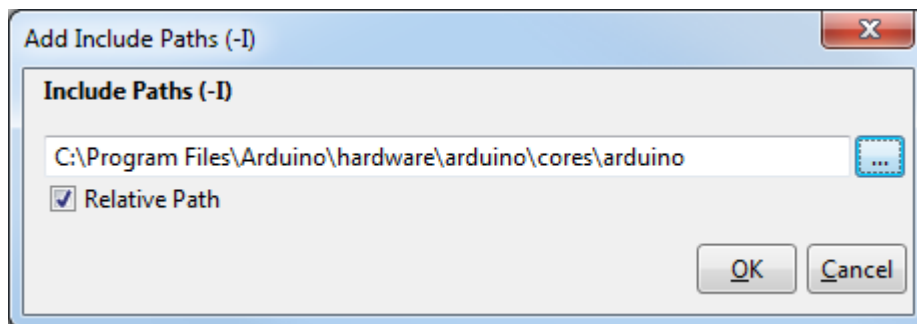 Add Include Paths (-I)
Include Paths (-I)
C:\Program Files\Arduino\hardware\arduino\cores\arduino
...
Relative Path
OK
Cancel